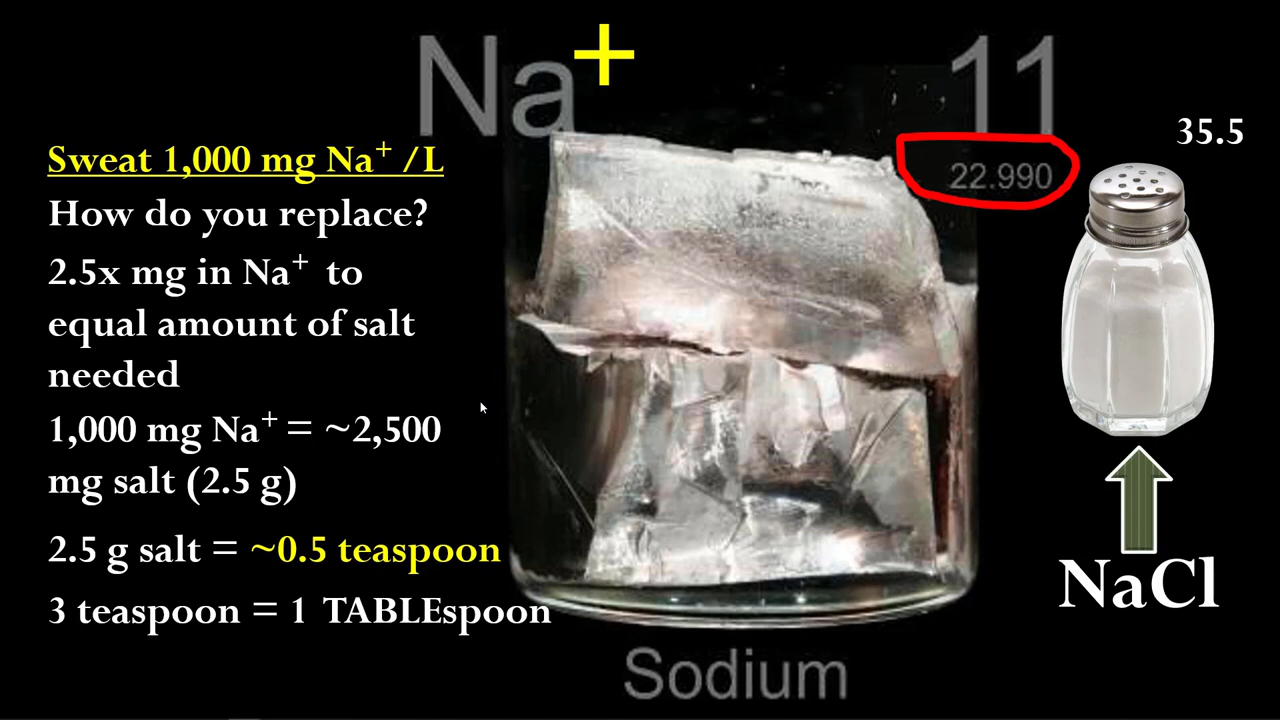 Na+ 11
35.5
22.990
Sweat 1,000 mg Na+ /L
How do you replace?
2.5x mg in Na+ to
equal amount of salt
needed
1,000 mg Na+ = ~2,500
mg salt (2.5 g)
2.5 g salt = ~0.5 teaspoon
3 teaspoon = 1 TABLEspoon
NaCl
Sodium